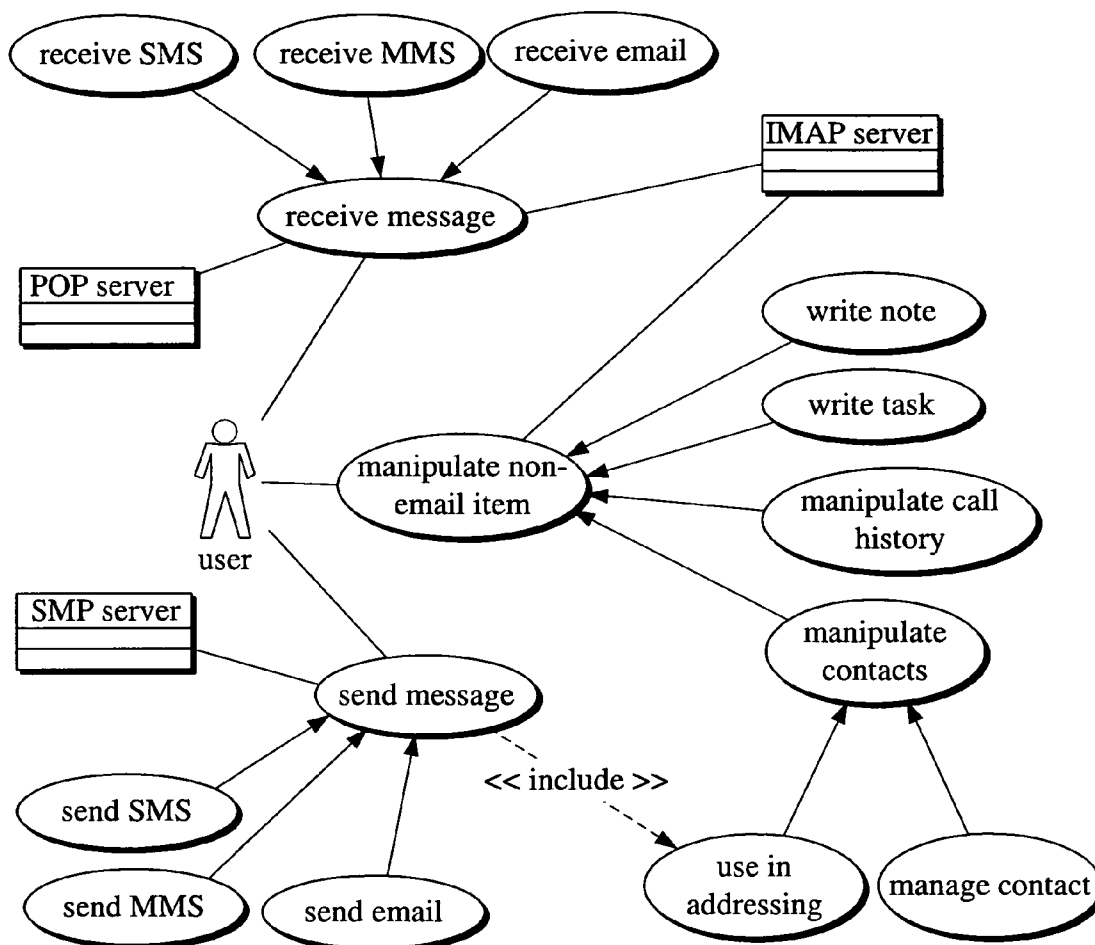 receive SMS
receive MMS
receive email
IMAP server
receive message
POP server
write note
write task
manipulate non-
email item
manipulate call
history
user
SMP server
manipulate
contacts
send message
<< include >>
send SMS
use in
addressing
manage contact
send MMS
send email